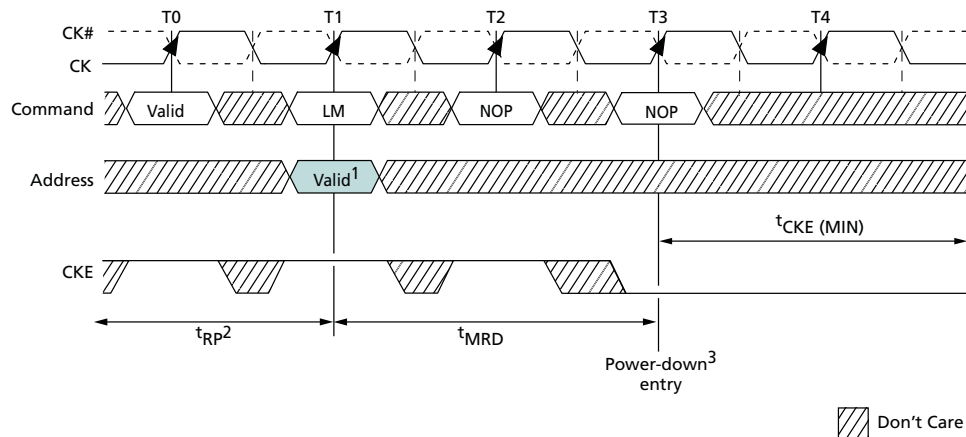 T0 T1 T2 T3 T4
CK#
CK
Command Valid LM NOP NOP
Address Valid1
tCKE (MIN)
CKE
tRP2 tMRD
Power-down3
entry
Don't Care